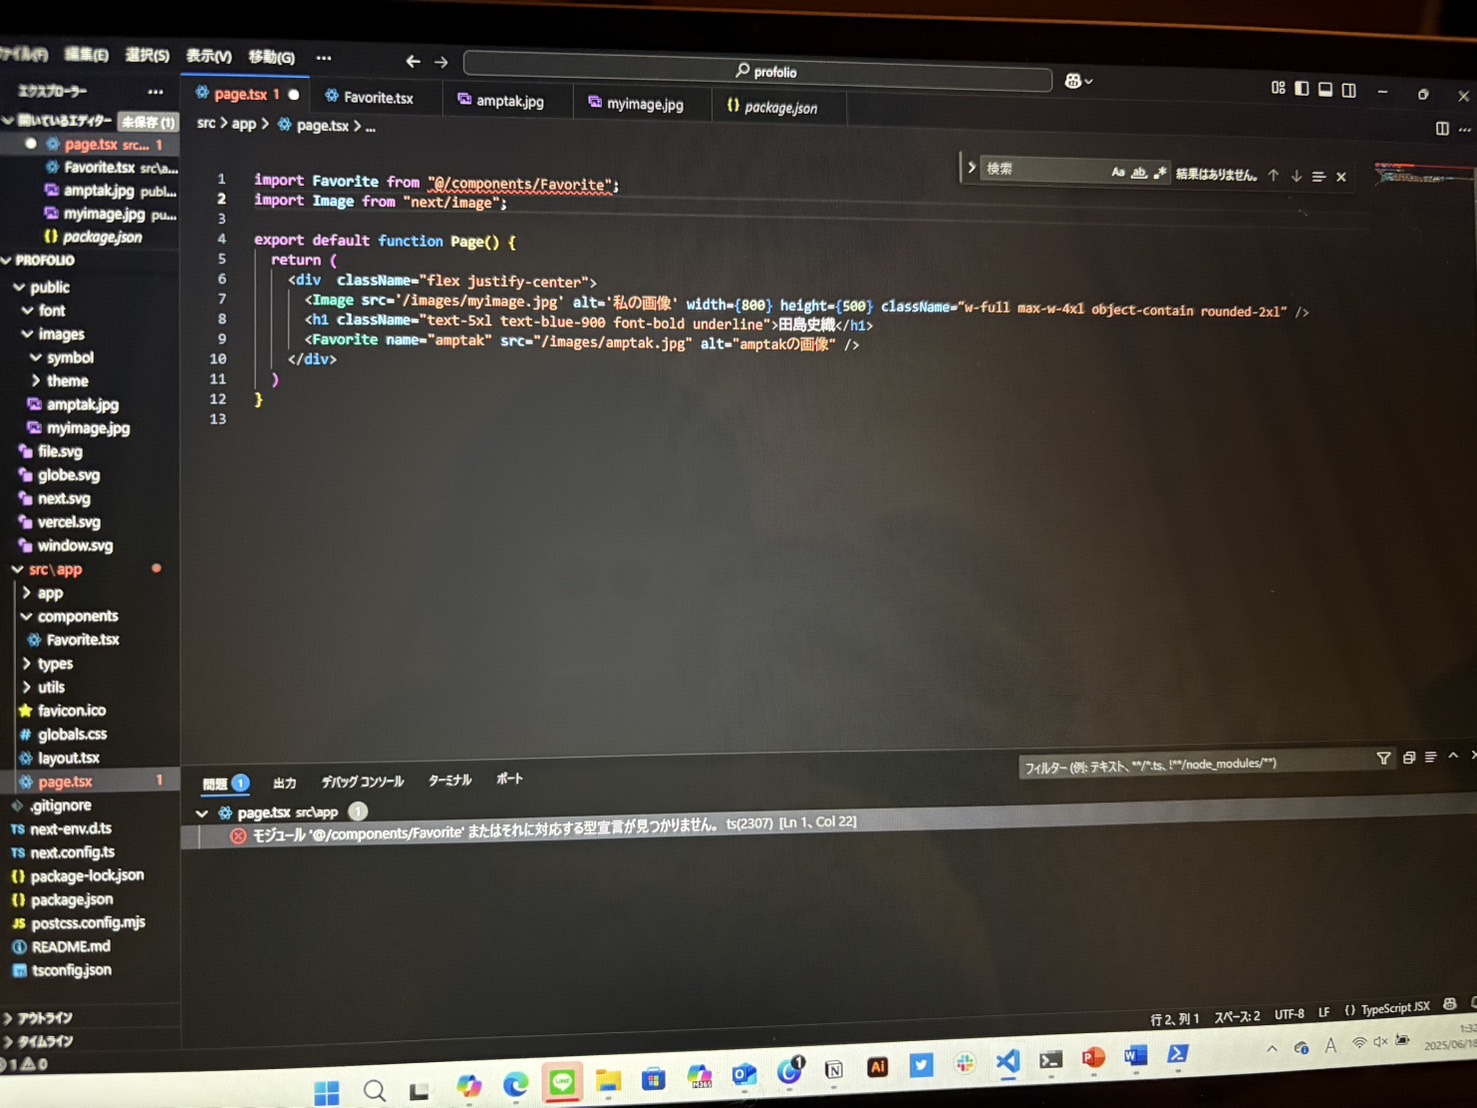 ファイル(F) 編集(E) 選択(S) 表示(V) 移動(G) … ← → profolio
エクスプローラー …
開いているエディター 未保存 (1)
page.tsx src... 1
Favorite.tsx src\a...
amptak.jpg publ...
myimage.jpg pu...
{} package.json
PROFOLIO
public
font
images
symbol
theme
amptak.jpg
myimage.jpg
file.svg
globe.svg
next.svg
vercel.svg
window.svg
src\app
app
components
Favorite.tsx
types
utils
favicon.ico
# globals.css
layout.tsx
page.tsx 1
.gitignore
TS next-env.d.ts
TS next.config.ts
{} package-lock.json
{} package.json
JS postcss.config.mjs
README.md
tsconfig.json
アウトライン
タイムライン
1 0
page.tsx 1 Favorite.tsx amptak.jpg myimage.jpg {} package.json
src > app > page.tsx > ...
検索 Aa ab .* 結果はありません。
1 import Favorite from "@/components/Favorite";
2 import Image from "next/image";
3
4 export default function Page() {
5 return (
6 <div  className="flex justify-center">
7 <Image src='/images/myimage.jpg' alt='私の画像' width={800} height={500} className="w-full max-w-4xl object-contain rounded-2xl" />
8 <h1 className="text-5xl text-blue-900 font-bold underline">田島史織</h1>
9 <Favorite name="amptak" src="/images/amptak.jpg" alt="amptakの画像" />
10 </div>
11 )
12 }
13
問題 1 出力 デバッグ コンソール ターミナル ポート
フィルター (例: テキスト、**/*.ts、!**/node_modules/**)
page.tsx src\app 1
モジュール '@/components/Favorite' またはそれに対応する型宣言が見つかりません。 ts(2307) [Ln 1、Col 22]
行 2、列 1 スペース: 2 UTF-8 LF {} TypeScript JSX
LINE M365 1 N Ai P W A
2025/06/18